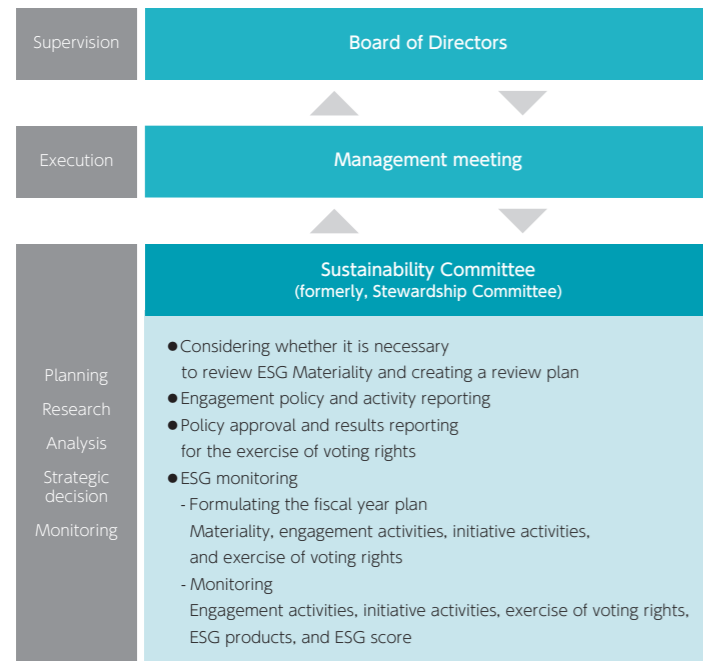 Supervision
Board of Directors
Execution
Management meeting
Planning
Research
Analysis
Strategic
decision
Monitoring
Sustainability Committee
(formerly, Stewardship Committee)
●Considering whether it is necessary
to review ESG Materiality and creating a review plan
●Engagement policy and activity reporting
●Policy approval and results reporting
for the exercise of voting rights
●ESG monitoring
- Formulating the fiscal year plan
Materiality, engagement activities, initiative activities,
and exercise of voting rights
- Monitoring
Engagement activities, initiative activities, exercise of voting rights,
ESG products, and ESG score